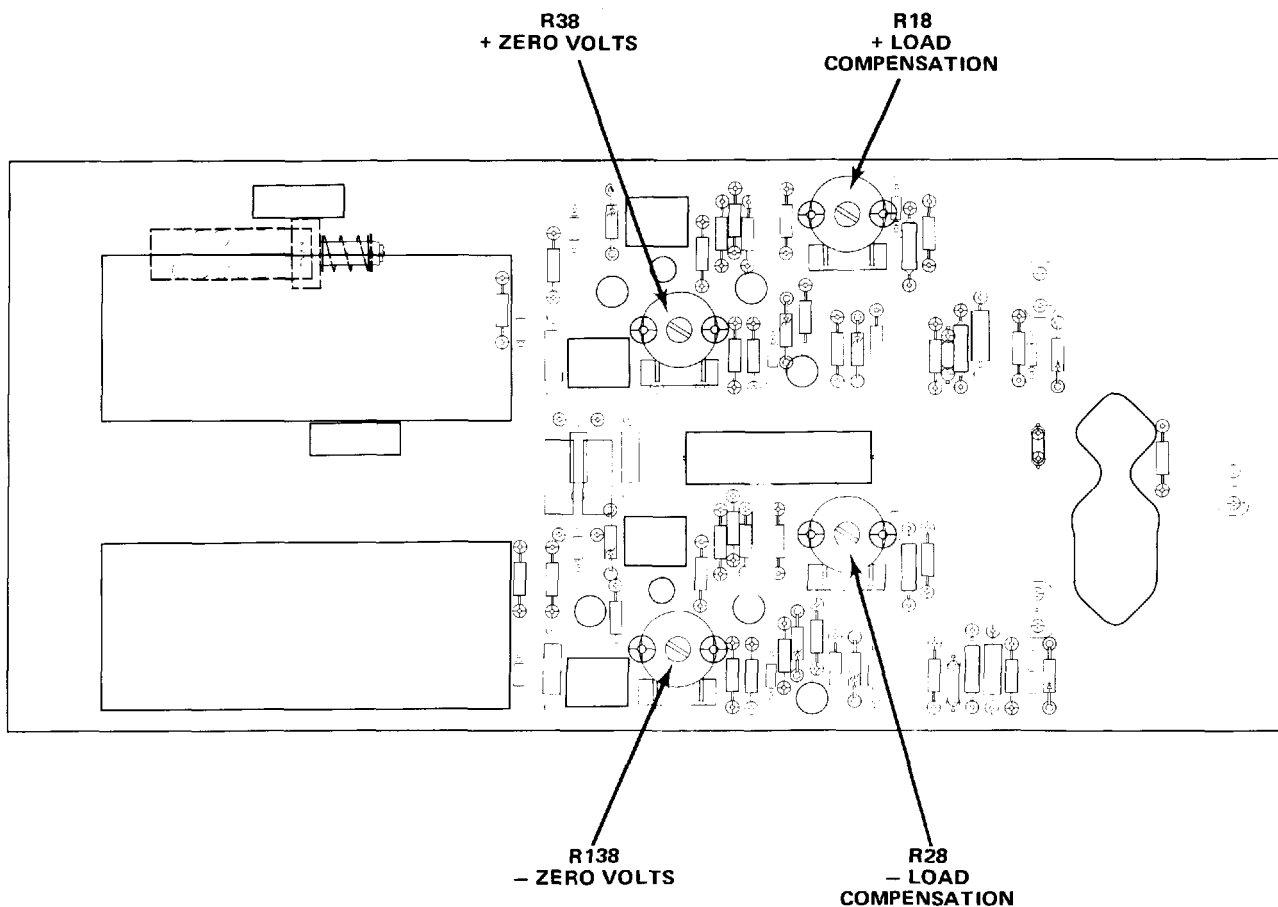 R38
+ ZERO VOLTS
R18
+ LOAD
COMPENSATION
R138
— ZERO VOLTS
R28
— LOAD
COMPENSATION